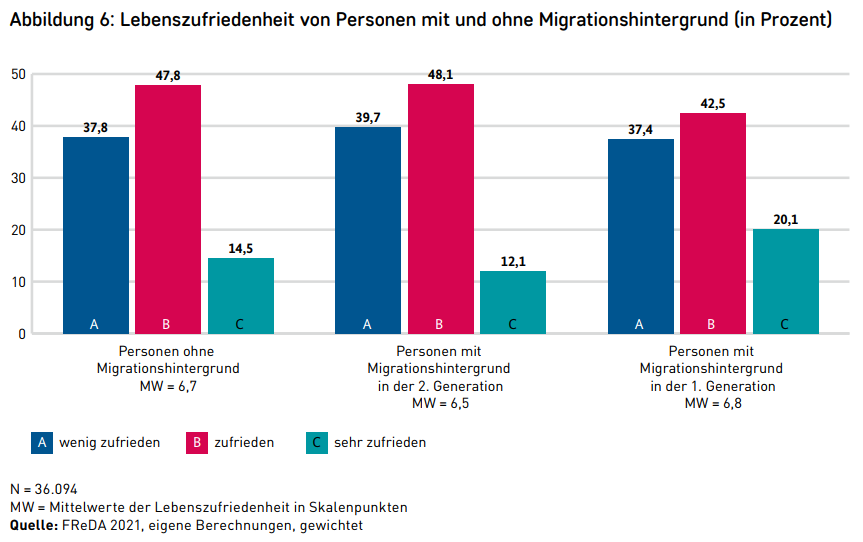 Abbildung 6: Lebenszufriedenheit von Personen mit und ohne Migrationshintergrund (in Prozent)
50
40
30
20
10
0
37,8
47,8
14,5
39,7
48,1
12,1
37,4
42,5
20,1
A
B
C
A
B
C
A
B
C
Personen ohne
Migrationshintergrund
MW = 6,7
Personen mit
Migrationshintergrund
in der 2. Generation
MW = 6,5
Personen mit
Migrationshintergrund
in der 1. Generation
MW = 6,8
A wenig zufrieden
B zufrieden
C sehr zufrieden
N = 36.094
MW = Mittelwerte der Lebenszufriedenheit in Skalenpunkten
Quelle: FReDA 2021, eigene Berechnungen, gewichtet